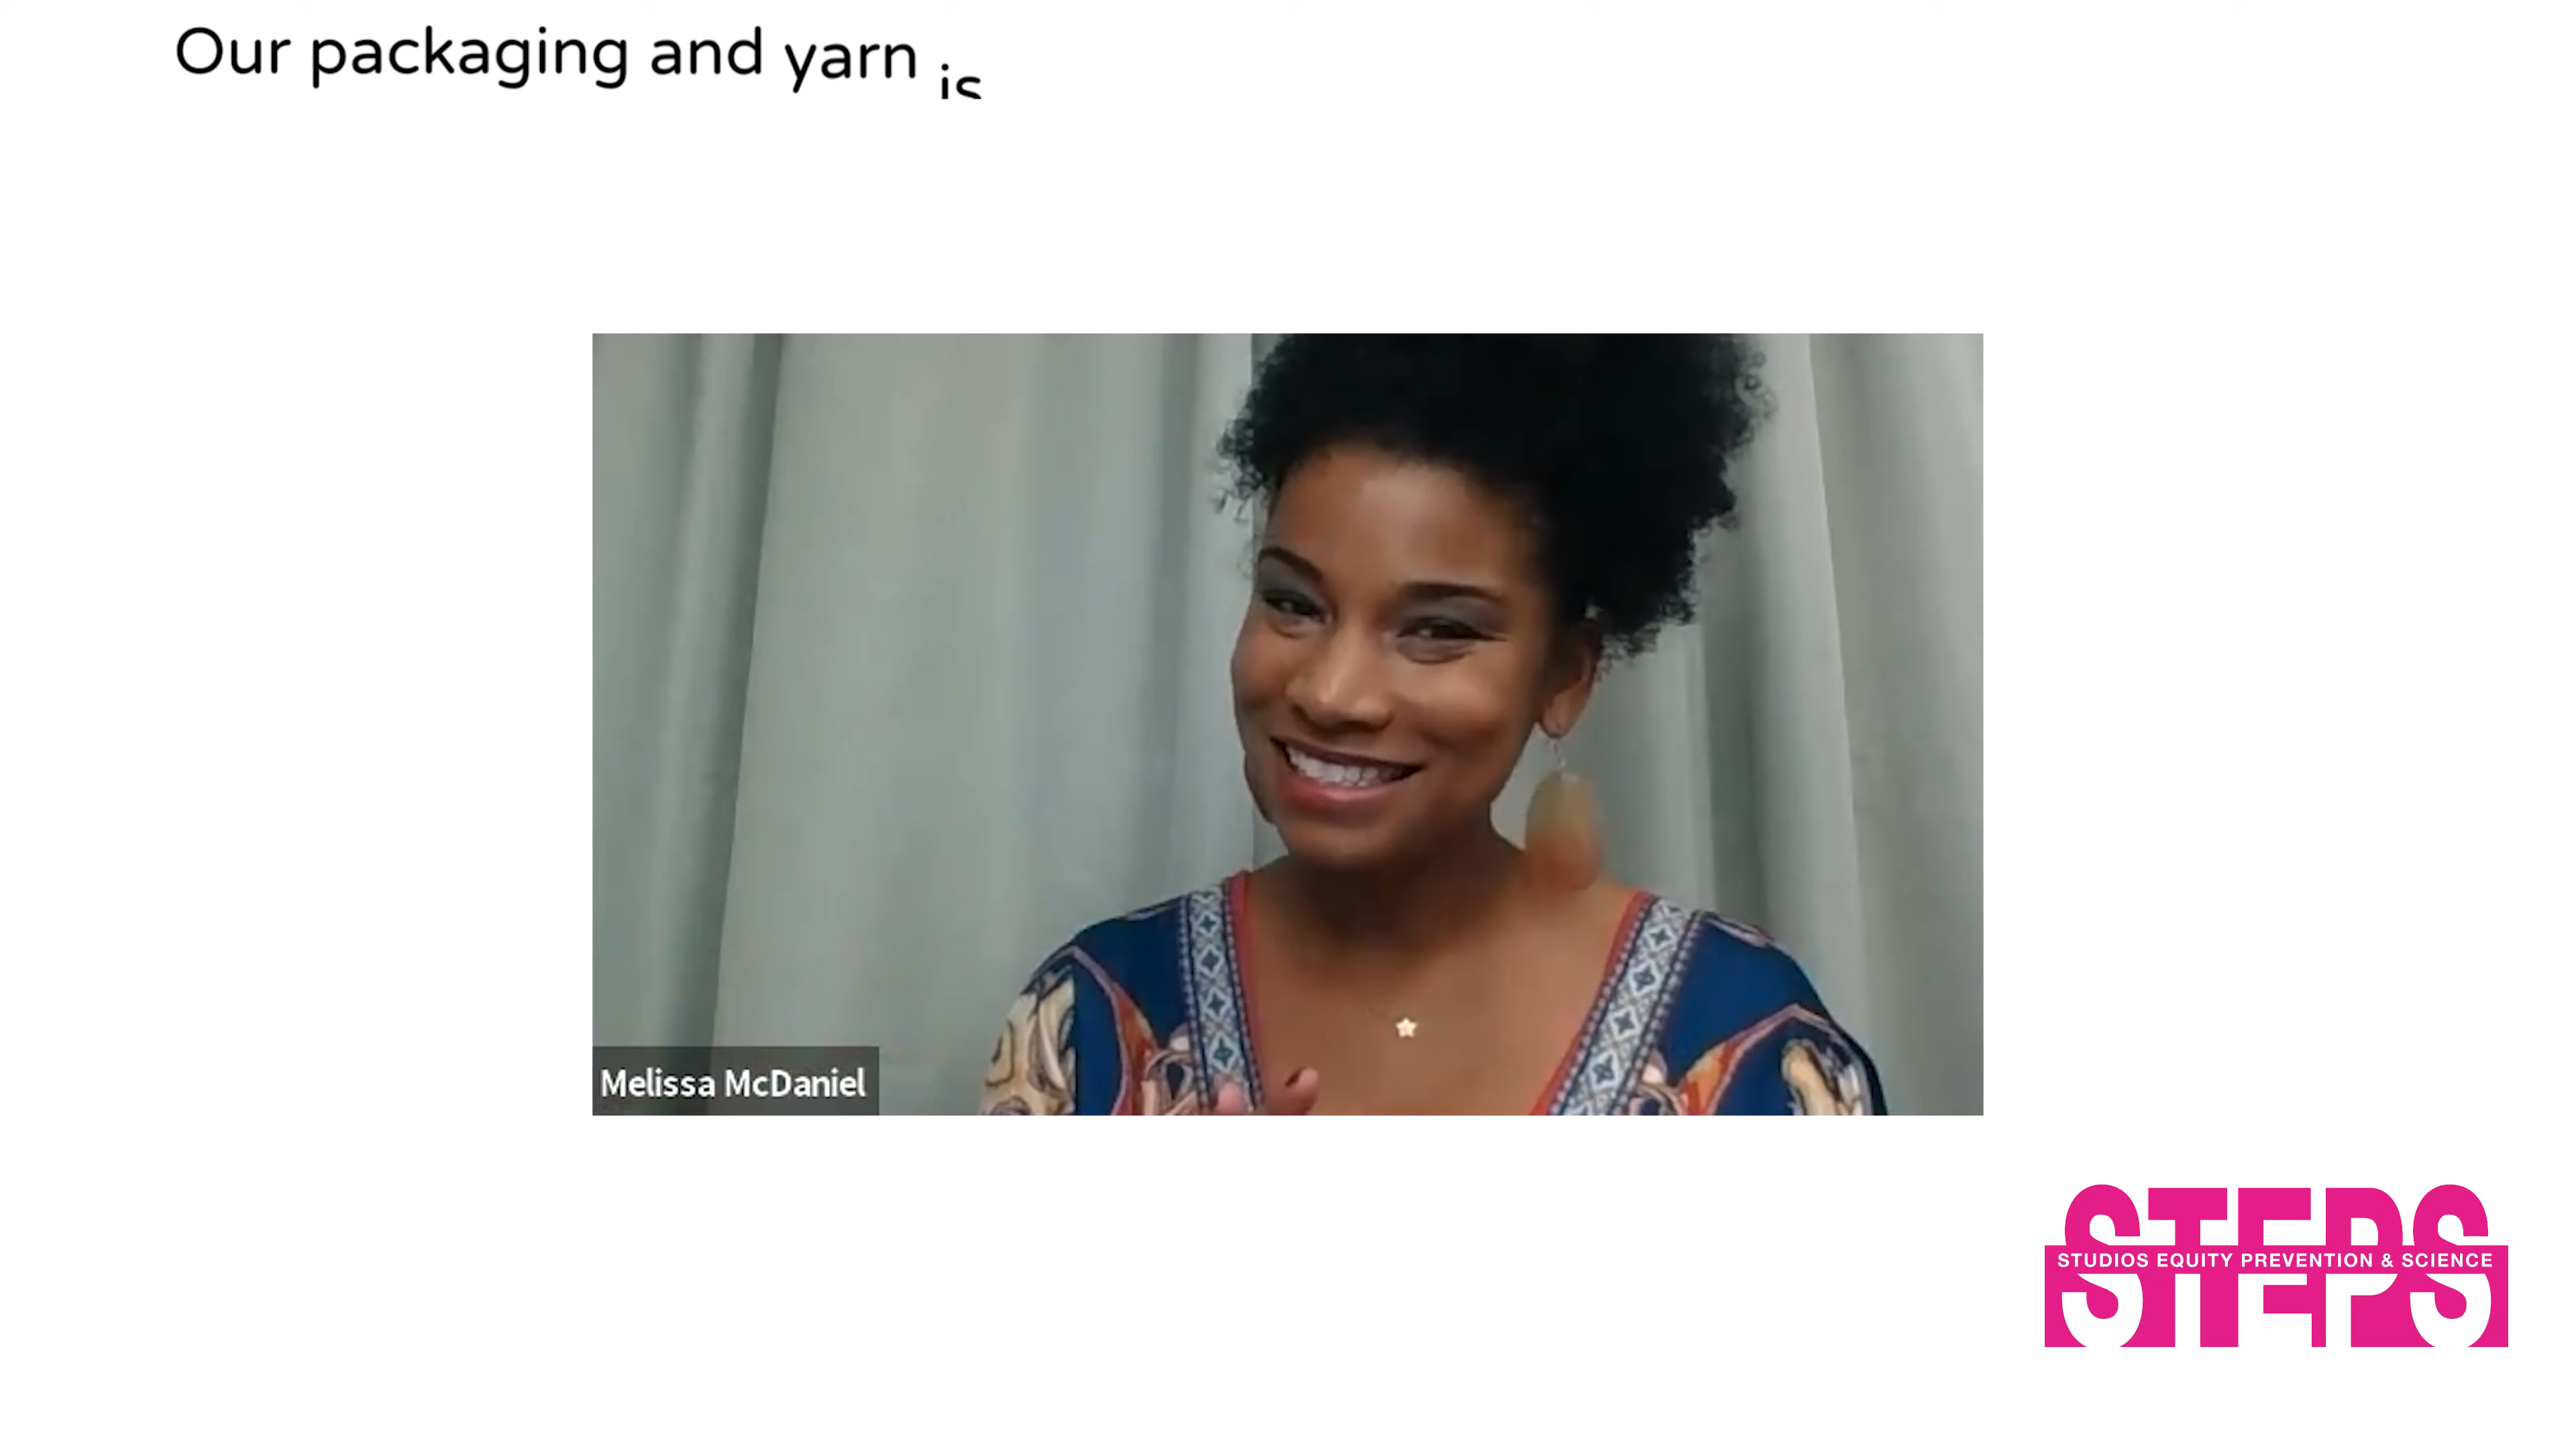 Our packaging and yarn is
Melissa McDaniel
STEPS
STUDIOS EQUITY PREVENTION & SCIENCE